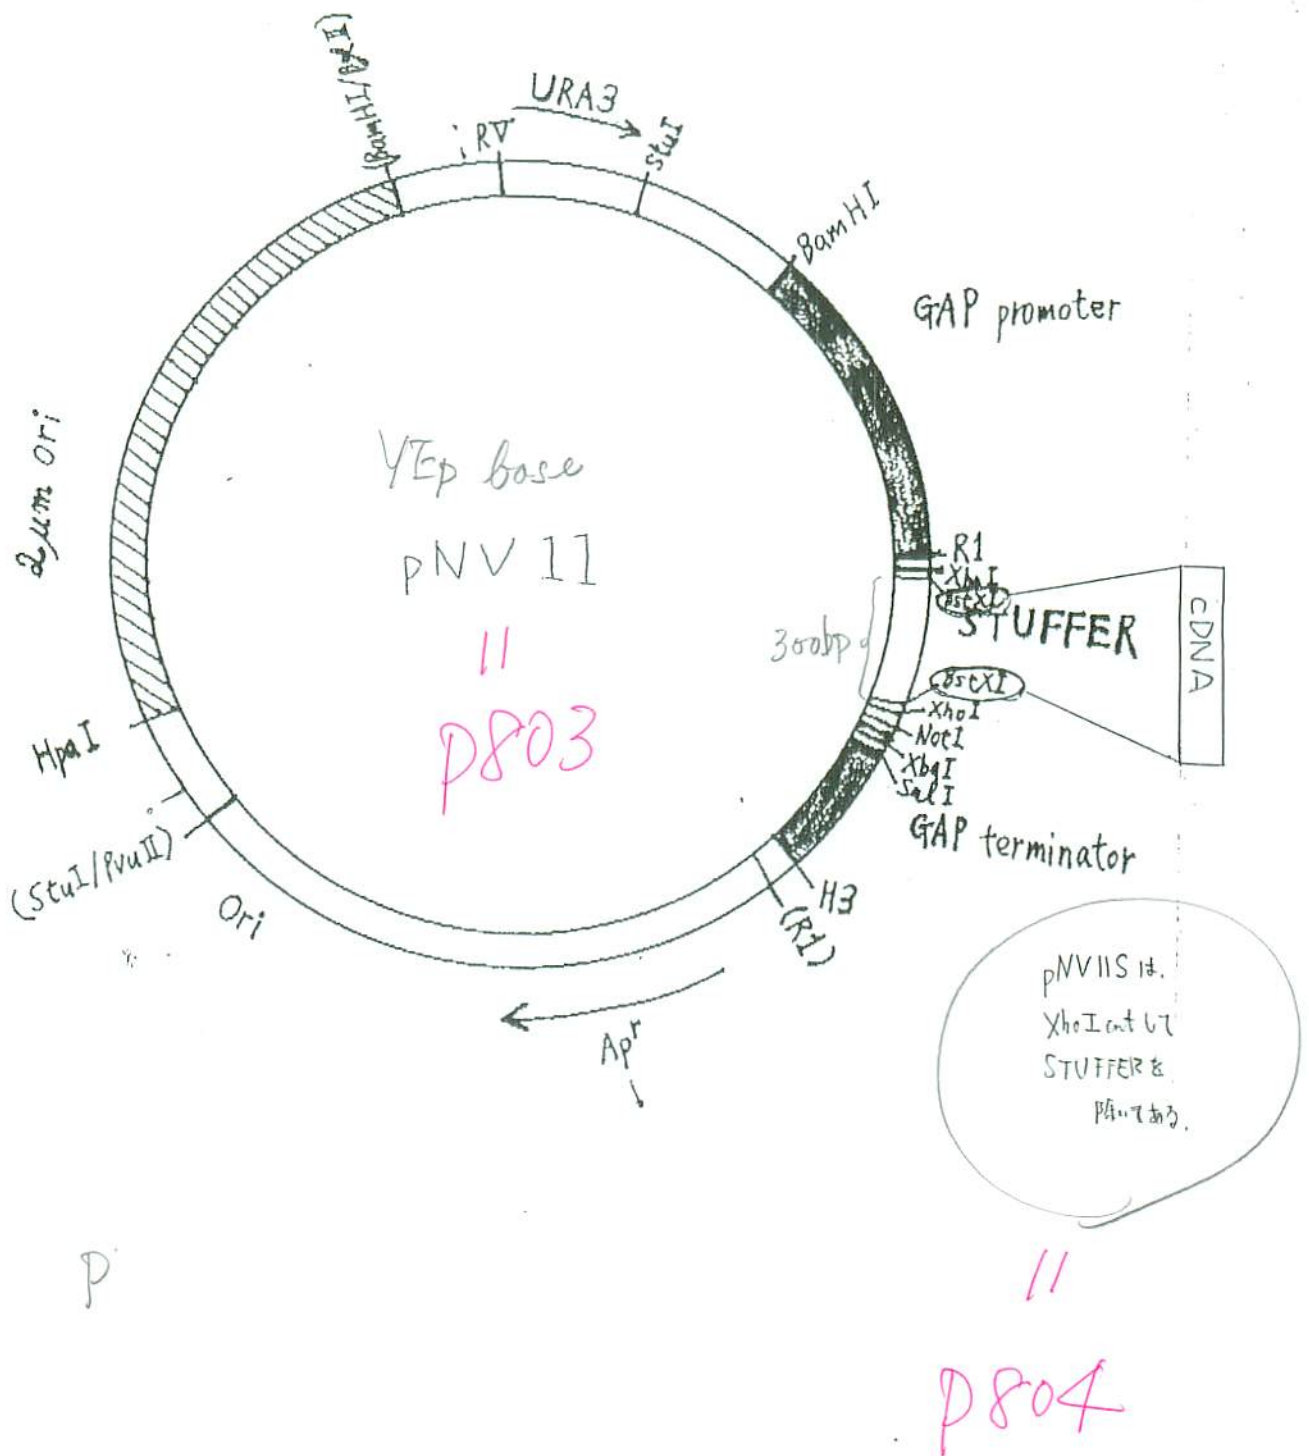 (BamHI/BglII)
RV
URA3
StuI
BamHI
GAP promoter
2μm ori
YEp base
pNV 11
=
p803
R1
XhoI
BstXI
STUFFER
cDNA
300bp
BstXI
XhoI
NotI
XbaI
SalI
GAP terminator
H3
(R1)
HpaI
(StuI/PvuII)
Ori
Apʳ
pNV11Sは、
XhoI cutして
STUFFERを
除いてある.
p
=
p804